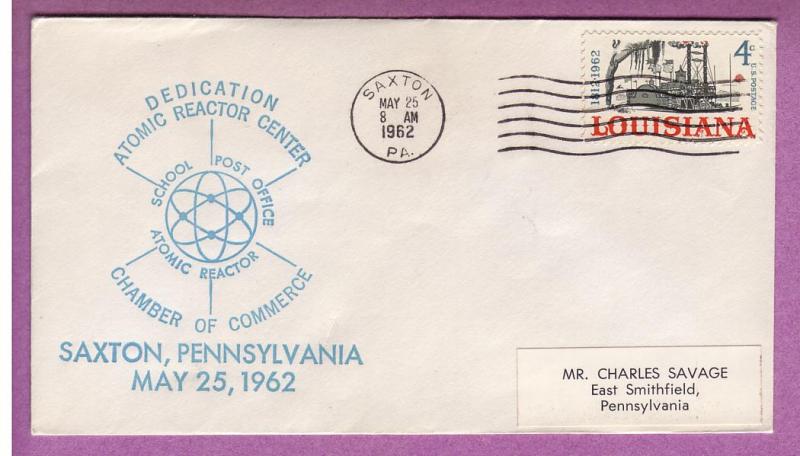 DEDICATION
ATOMIC REACTOR CENTER
SCHOOL POST OFFICE
ATOMIC REACTOR
CHAMBER OF COMMERCE
SAXTON, PENNSYLVANIA
MAY 25, 1962
SAXTON
MAY 25
8 AM
1962
PA.
1812-1962
4¢
U.S. POSTAGE
LOUISIANA
MR. CHARLES SAVAGE
East Smithfield,
Pennsylvania